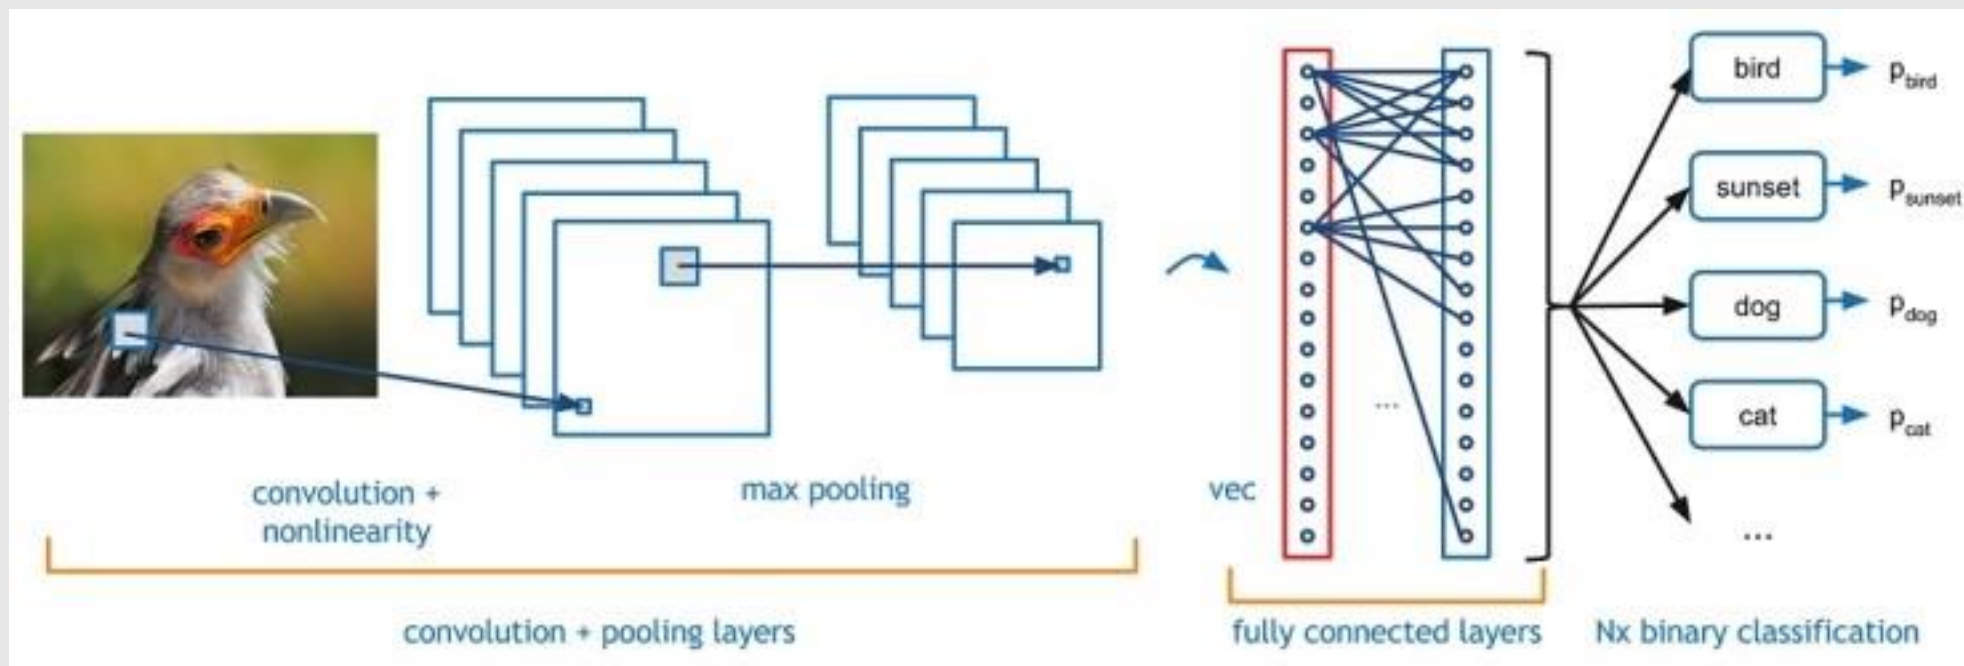 bird
p_bird
sunset
p_sunset
dog
p_dog
cat
p_cat
...
...
convolution +
nonlinearity
max pooling
vec
convolution + pooling layers
fully connected layers
Nx binary classification